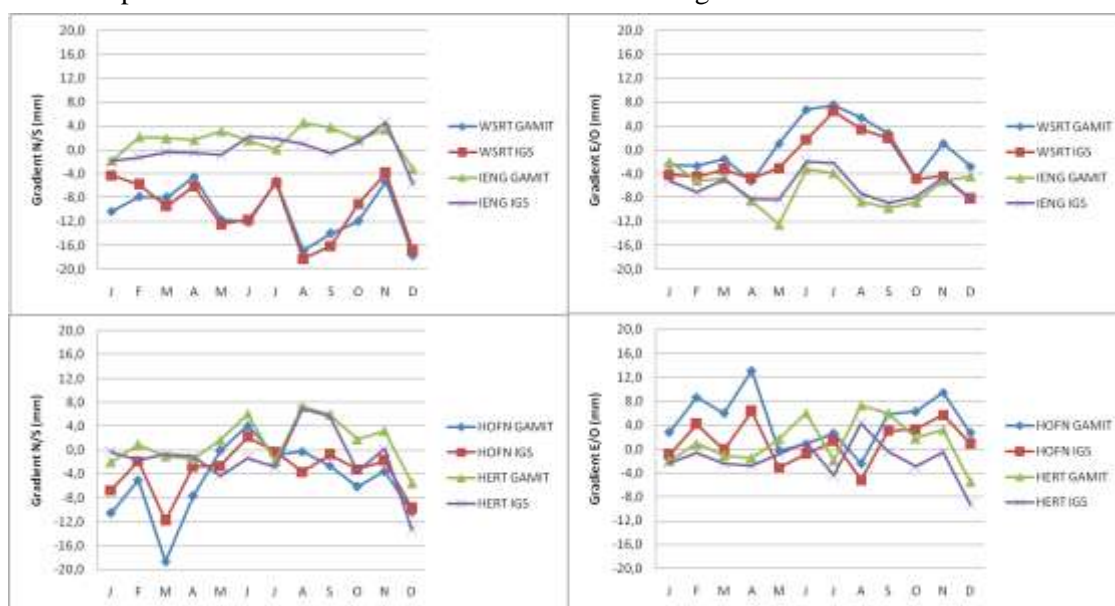 20,0
16,0
12,0
8,0
4,0
0,0
-4,0
-8,0
-12,0
-16,0
-20,0
Gradient N/S (mm)
J F M A M J J A S O N D
WSRT GAMIT
WSRT IGS
IENG GAMIT
IENG IGS
20,0
16,0
12,0
8,0
4,0
0,0
-4,0
-8,0
-12,0
-16,0
-20,0
Gradient E/O (mm)
J F M A M J J A S O N D
WSRT GAMIT
WSRT IGS
IENG GAMIT
IENG IGS
20,0
16,0
12,0
8,0
4,0
0,0
-4,0
-8,0
-12,0
-16,0
-20,0
Gradient N/S (mm)
J F M A M J J A S O N D
HOFN GAMIT
HOFN IGS
HERT GAMIT
HERT IGS
20,0
16,0
12,0
8,0
4,0
0,0
-4,0
-8,0
-12,0
-16,0
-20,0
Gradient E/O (mm)
J F M A M J J A S O N D
HOFN GAMIT
HOFN IGS
HERT GAMIT
HERT IGS